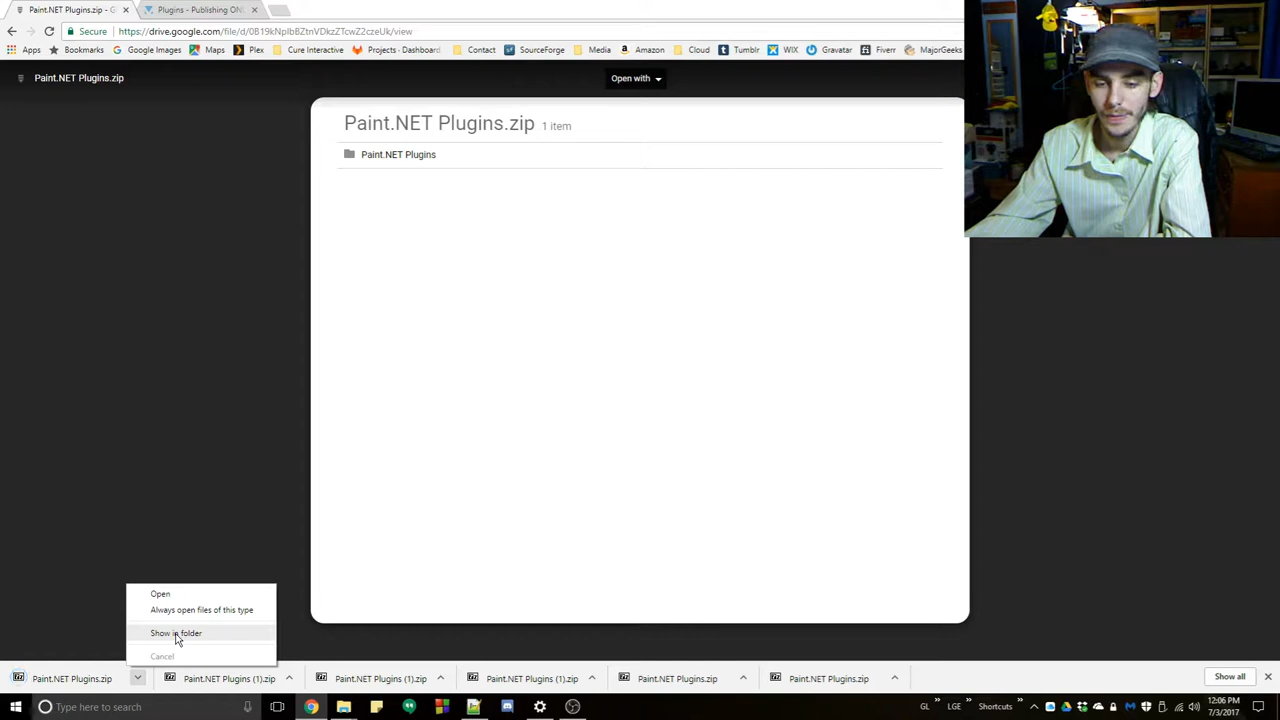 Paint.NET Plugins.zip - G
Plugins - Publishing ON
Secure
https://drive.google.com/file/d/0B19kNpIbBZtnVDkzZTcwZ2czeUk/view
Apps Bookmarks Google Images Maps Plex Cure Interactive Projects - Dashboard Contact SourceForge Media Amazon Cloud Tumblr WIX Gravatar Fiverr MajorGeeks
Paint.NET Plugins.zip
Open with
Paint.NET Plugins.zip 1 item
Paint.NET Plugins
Open
Always open files of this type
Show in folder
Cancel
Paint.NET Plugins.zip Paint.NET Plugins (1).zip Paint.NET Plugins (1).zip Paint.NET Plugins (1).zip Paint.NET Plugins.zip Paint.NET Plugins.zip Show all
Type here to search
GL LGE Shortcuts
12:06 PM
7/3/2017